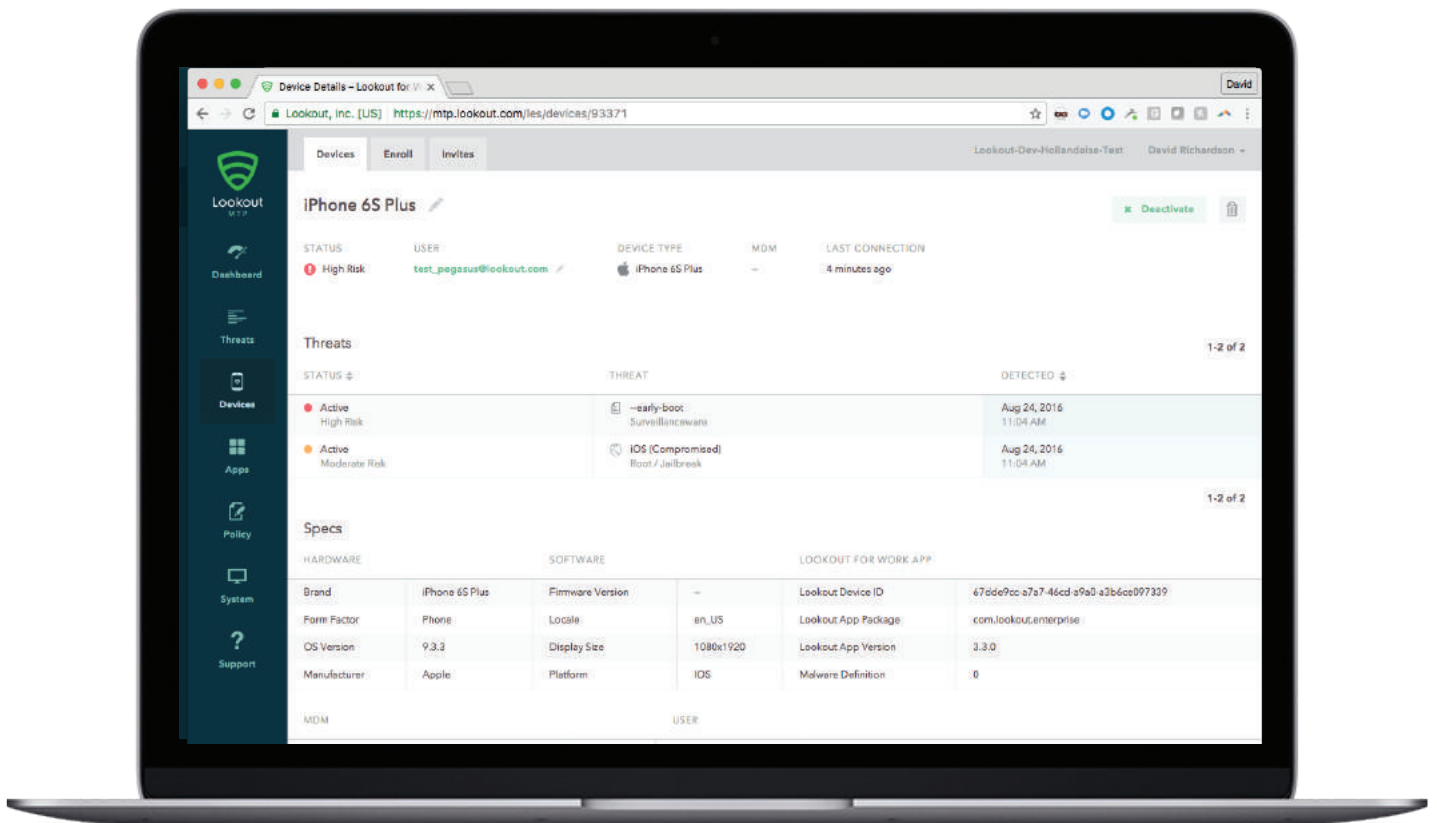 Device Details – Lookout for W
David
Lookout, Inc. [US] https://mtp.lookout.com/les/devices/93371
Lookout
MTP
Dashboard
Threats
Devices
Apps
Policy
System
Support
Devices Enroll Invites
Lookout-Dev-Hollandaise-Test David Richardson
iPhone 6S Plus
Deactivate
STATUS USER DEVICE TYPE MDM LAST CONNECTION
High Risk test_pegasus@lookout.com iPhone 6S Plus – 4 minutes ago
Threats
1-2 of 2
STATUS THREAT DETECTED
Active --early-boot Aug 24, 2016
High Risk Surveillanceware 11:04 AM
Active iOS (Compromised) Aug 24, 2016
Moderate Risk Root / Jailbreak 11:04 AM
1-2 of 2
Specs
HARDWARE SOFTWARE LOOKOUT FOR WORK APP
Brand iPhone 6S Plus Firmware Version – Lookout Device ID 67dde9cc-a7a7-46cd-a9a0-a3b6ce097339
Form Factor Phone Locale en_US Lookout App Package com.lookout.enterprise
OS Version 9.3.3 Display Size 1080x1920 Lookout App Version 3.3.0
Manufacturer Apple Platform IOS Malware Definition 0
MDM USER